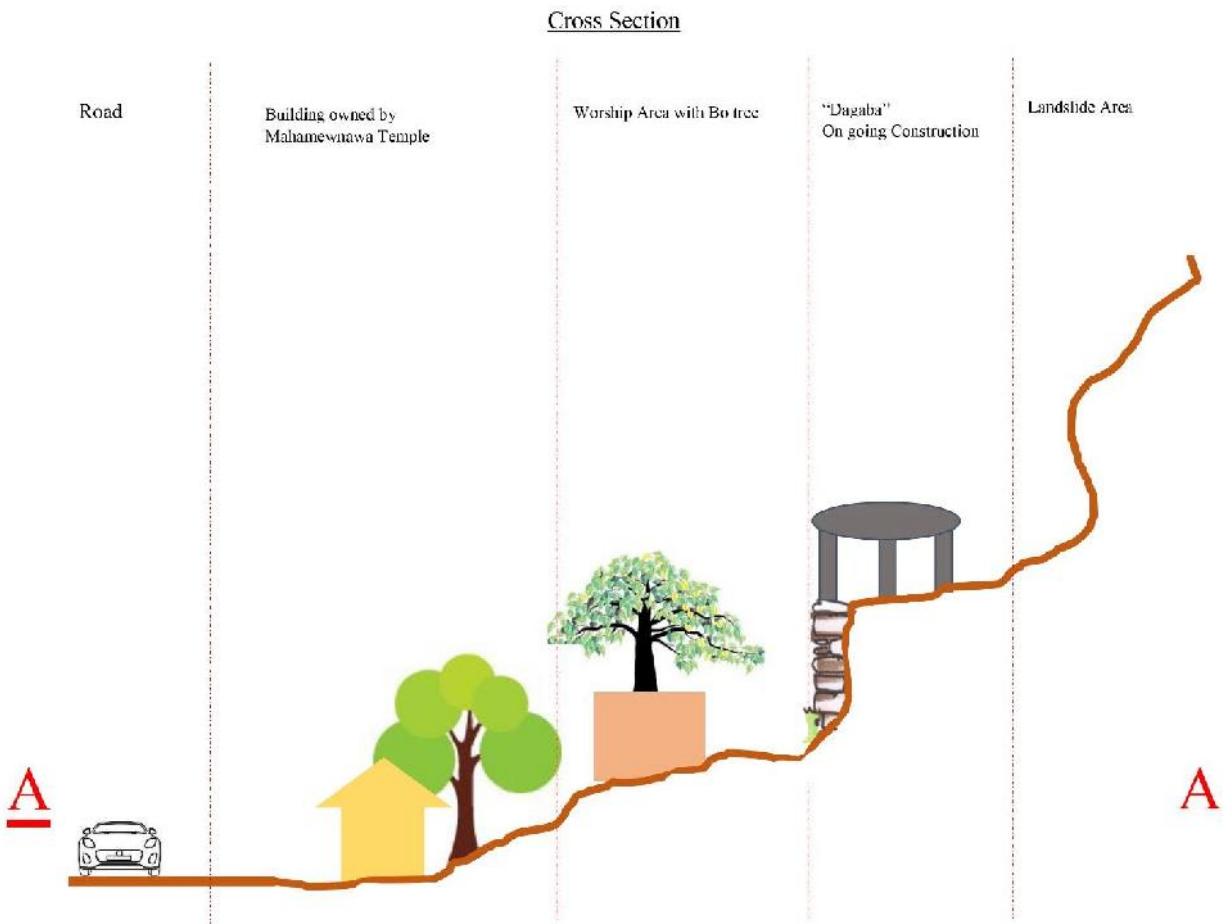 Cross Section
Road
Building owned by
Mahamewnawa Temple
Worship Area with Bo tree
“Dagaba”
On going Construction
Landslide Area
A
A